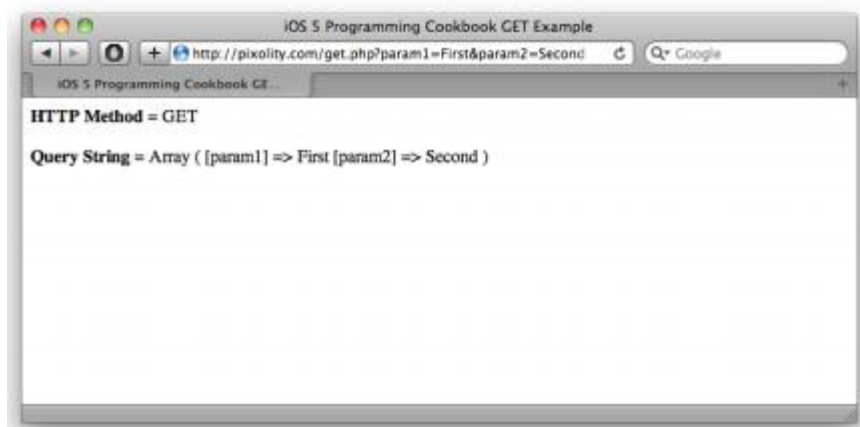 iOS 5 Programming Cookbook GET Example
http://pixolity.com/get.php?param1=First&param2=Second
Google
iOS 5 Programming Cookbook GE...
HTTP Method = GET
Query String = Array ( [param1] => First [param2] => Second )